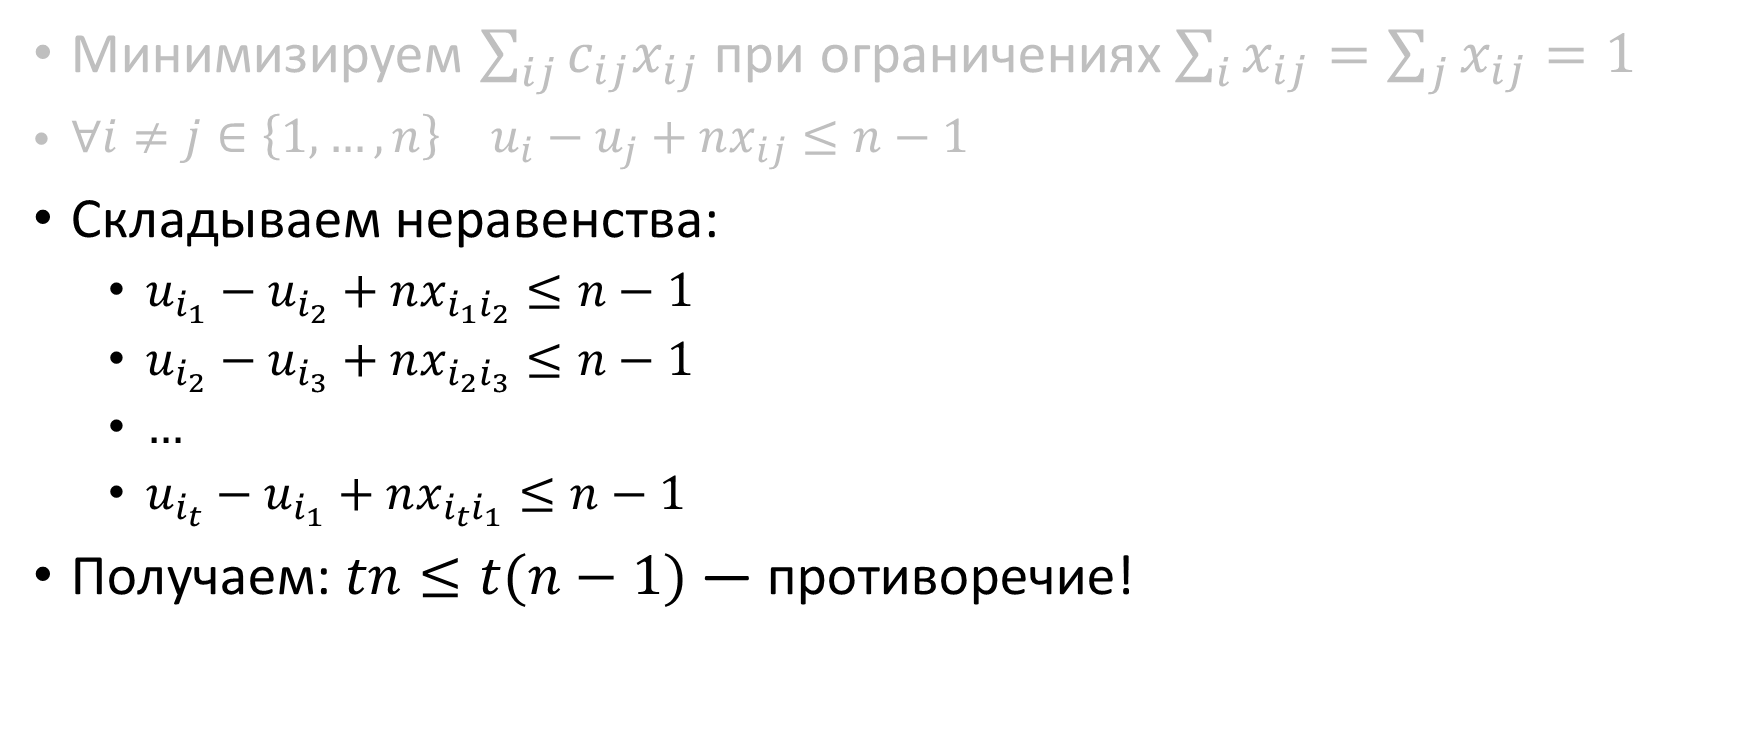 • Минимизируем ∑_{ij} c_{ij}x_{ij} при ограничениях ∑_i x_{ij} = ∑_j x_{ij} = 1
• ∀i ≠ j ∈ {1, … , n} u_i − u_j + nx_{ij} ≤ n − 1
• Складываем неравенства:
• u_{i_1} − u_{i_2} + nx_{i_1i_2} ≤ n − 1
• u_{i_2} − u_{i_3} + nx_{i_2i_3} ≤ n − 1
• …
• u_{i_t} − u_{i_1} + nx_{i_ti_1} ≤ n − 1
• Получаем: tn ≤ t(n − 1) — противоречие!